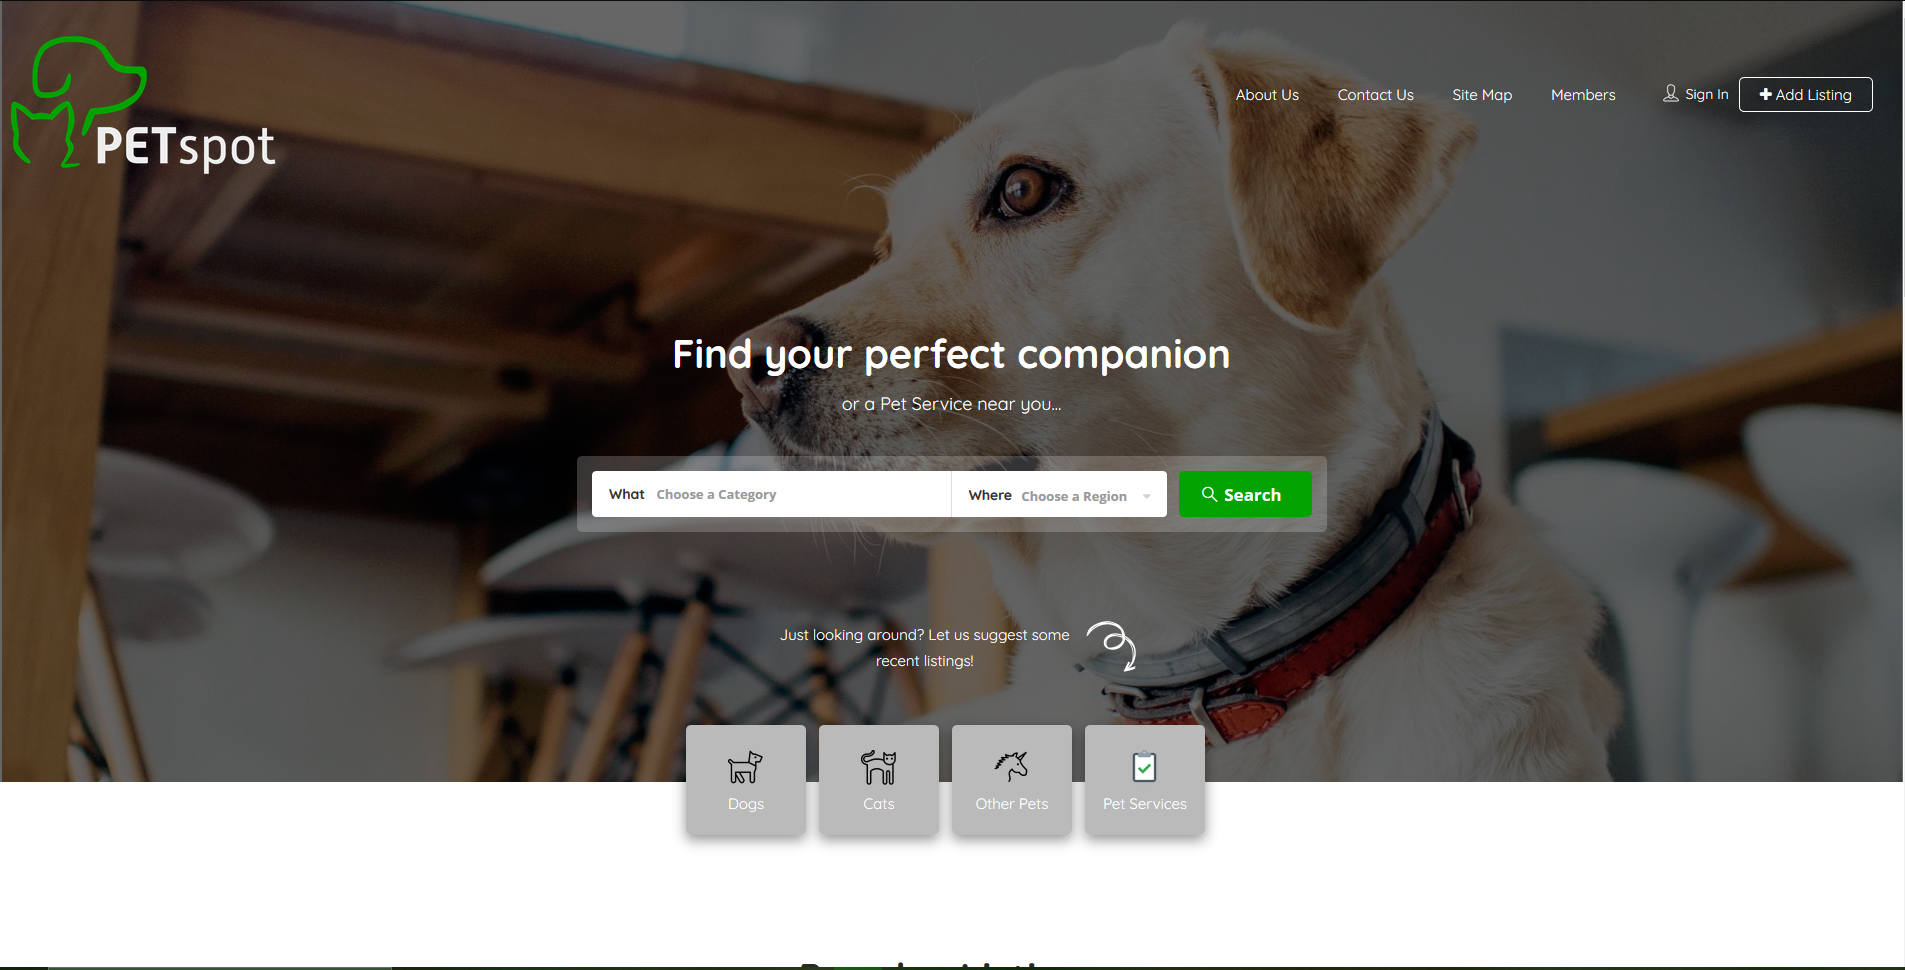 PETspot
About Us Contact Us Site Map Members Sign In Add Listing
Find your perfect companion
or a Pet Service near you...
What Choose a Category Where Choose a Region Search
Just looking around? Let us suggest some
recent listings!
Dogs Cats Other Pets Pet Services